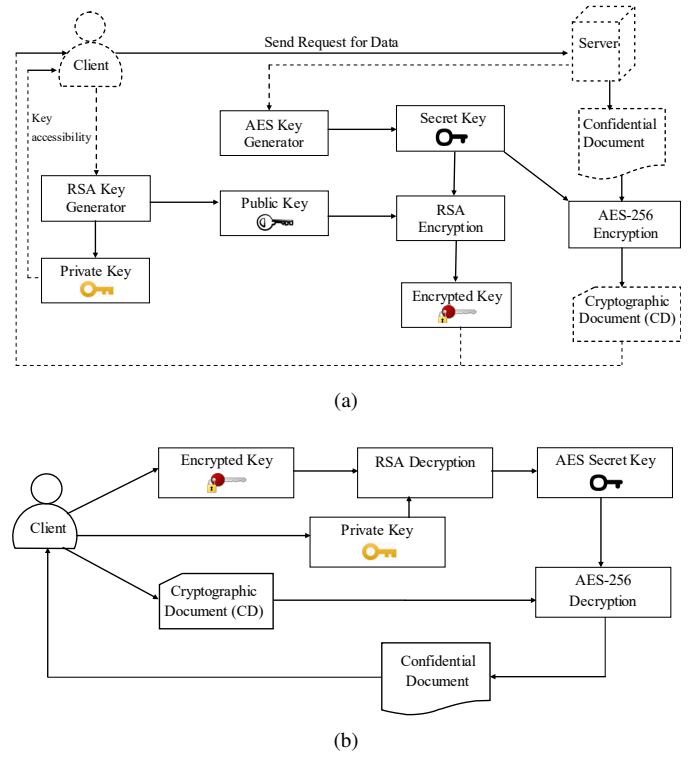 Send Request for Data
Client
Server
Key
accessibility
AES Key
Generator
Secret Key
Confidential
Document
RSA Key
Generator
Public Key
RSA
Encryption
AES-256
Encryption
Private Key
Encrypted Key
Cryptographic
Document (CD)
(a)
Encrypted Key
RSA Decryption
AES Secret Key
Client
Private Key
Cryptographic
Document (CD)
AES-256
Decryption
Confidential
Document
(b)